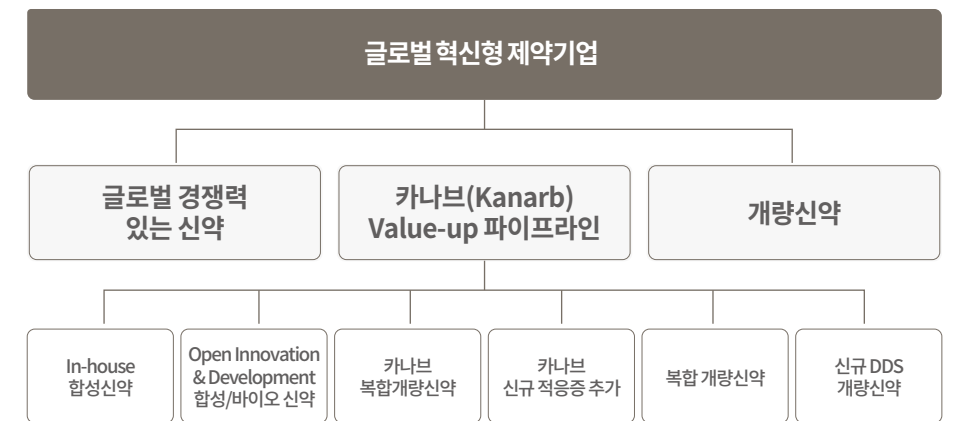 글로벌 혁신형 제약기업
글로벌 경쟁력
있는 신약
카나브(Kanarb)
Value-up 파이프라인
개량신약
In-house
합성신약
Open Innovation
& Development
합성/바이오 신약
카나브
복합개량신약
카나브
신규 적응증 추가
복합 개량신약
신규 DDS
개량신약